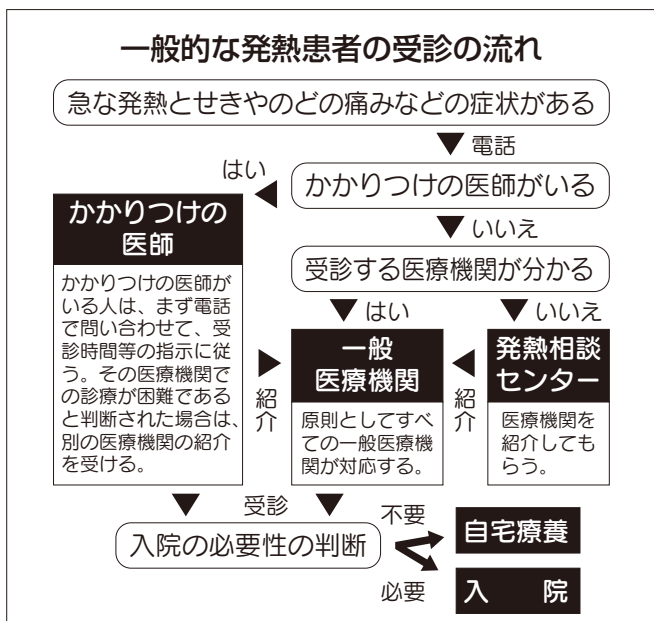 一般的な発熱患者の受診の流れ
急な発熱とせきやのどの痛みなどの症状がある
電話
はい
かかりつけの医師がいる
かかりつけの
医師
いいえ
かかりつけの医師が
いる人は、まず電話
で問い合わせて、受
診時間等の指示に従
う。その医療機関で
の診療が困難である
と判断された場合は、
別の医療機関の紹介
を受ける。
受診する医療機関が分かる
はい
いいえ
紹介
一般
医療機関
原則としてすべ
ての一般医療機
関が対応する。
紹介
発熱相談
センター
医療機関を
紹介しても
らう。
受診
入院の必要性の判断
不要
自宅療養
必要
入　院